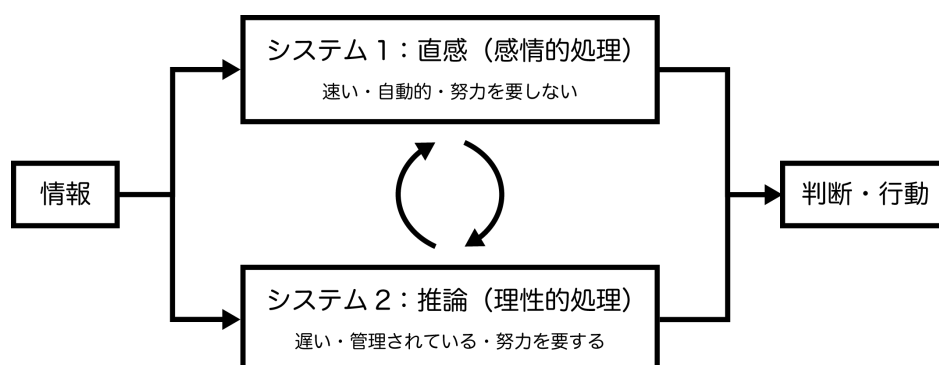 システム1：直感（感情的処理）
速い・自動的・努力を要しない
情報
判断・行動
システム2：推論（理性的処理）
遅い・管理されている・努力を要する